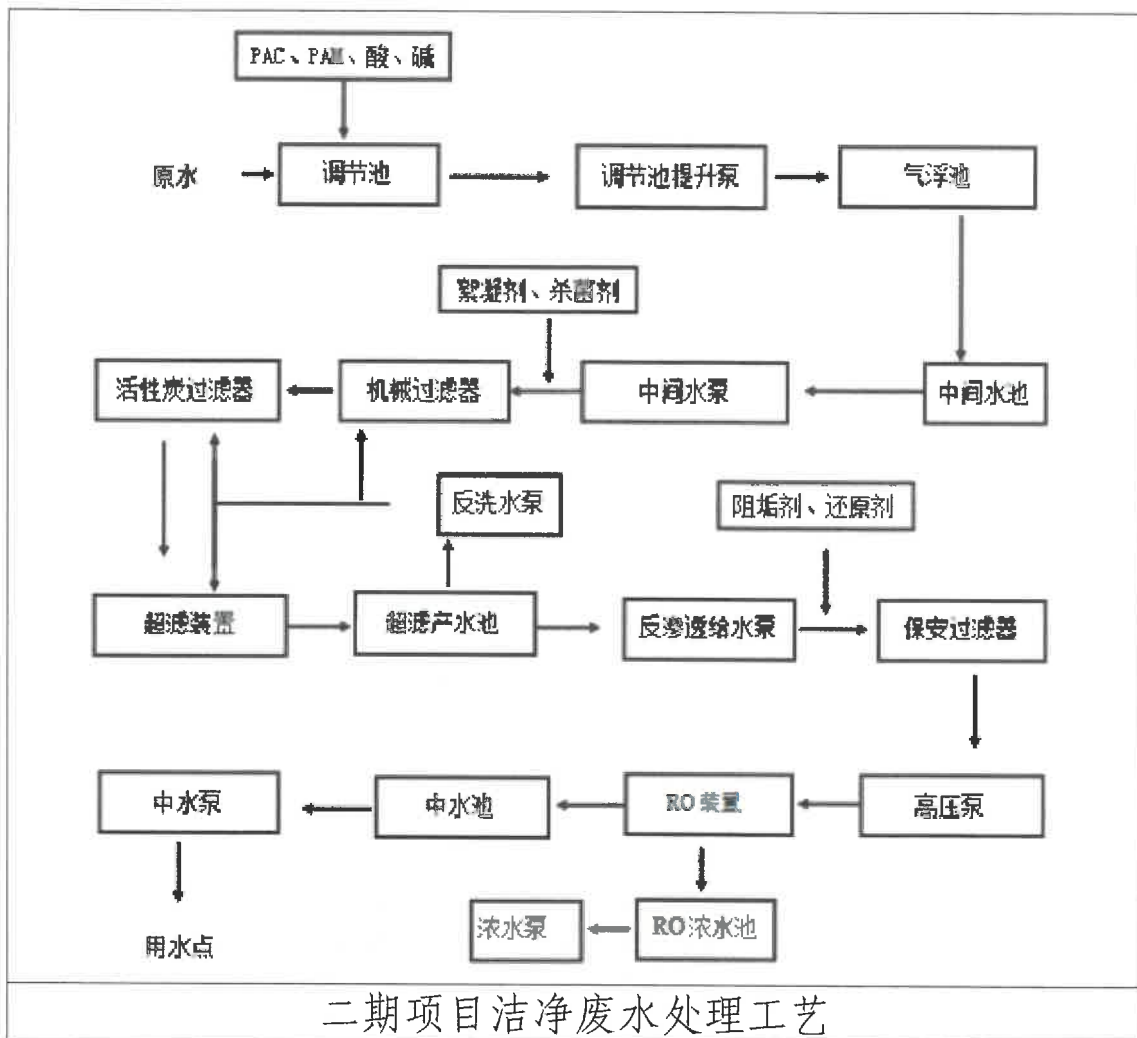 PAC、PAM、酸、碱
原水
调节池
调节池提升泵
气浮池
絮凝剂、杀菌剂
活性炭过滤器
机械过滤器
中间水泵
中间水池
反洗水泵
阻垢剂、还原剂
超滤装置
超滤产水池
反渗透给水泵
保安过滤器
中水泵
中水池
RO 装置
高压泵
浓水泵
RO 浓水池
用水点
二期项目洁净废水处理工艺